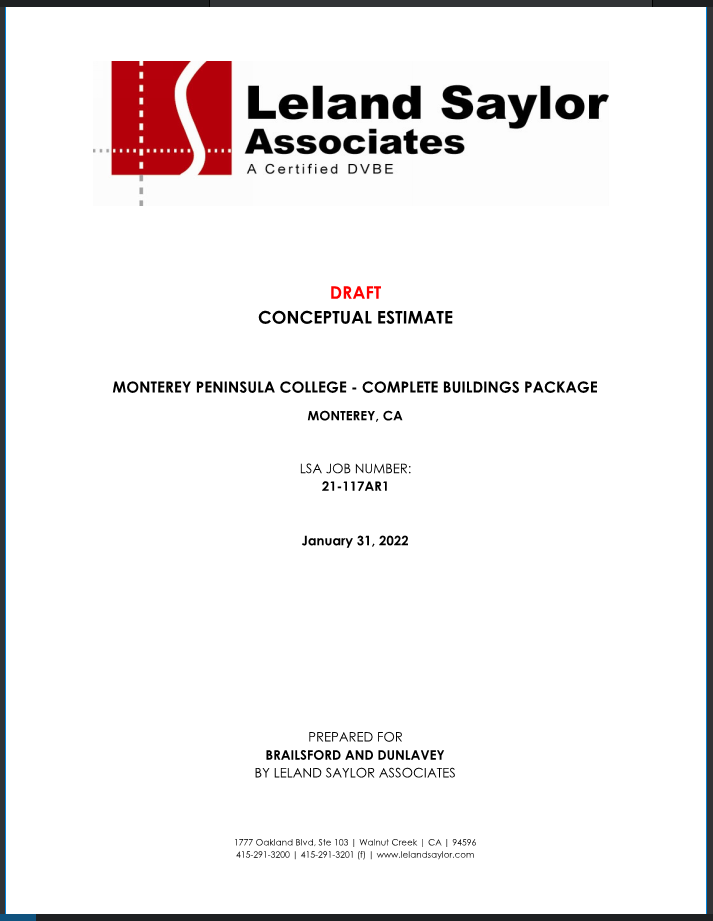 Leland Saylor
Associates
A Certified DVBE
DRAFT
CONCEPTUAL ESTIMATE
MONTEREY PENINSULA COLLEGE - COMPLETE BUILDINGS PACKAGE
MONTEREY, CA
LSA JOB NUMBER:
21-117AR1
January 31, 2022
PREPARED FOR
BRAILSFORD AND DUNLAVEY
BY LELAND SAYLOR ASSOCIATES
1777 Oakland Blvd, Ste 103 | Walnut Creek | CA | 94596
415-291-3200 | 415-291-3201 (f) | www.lelandsaylor.com